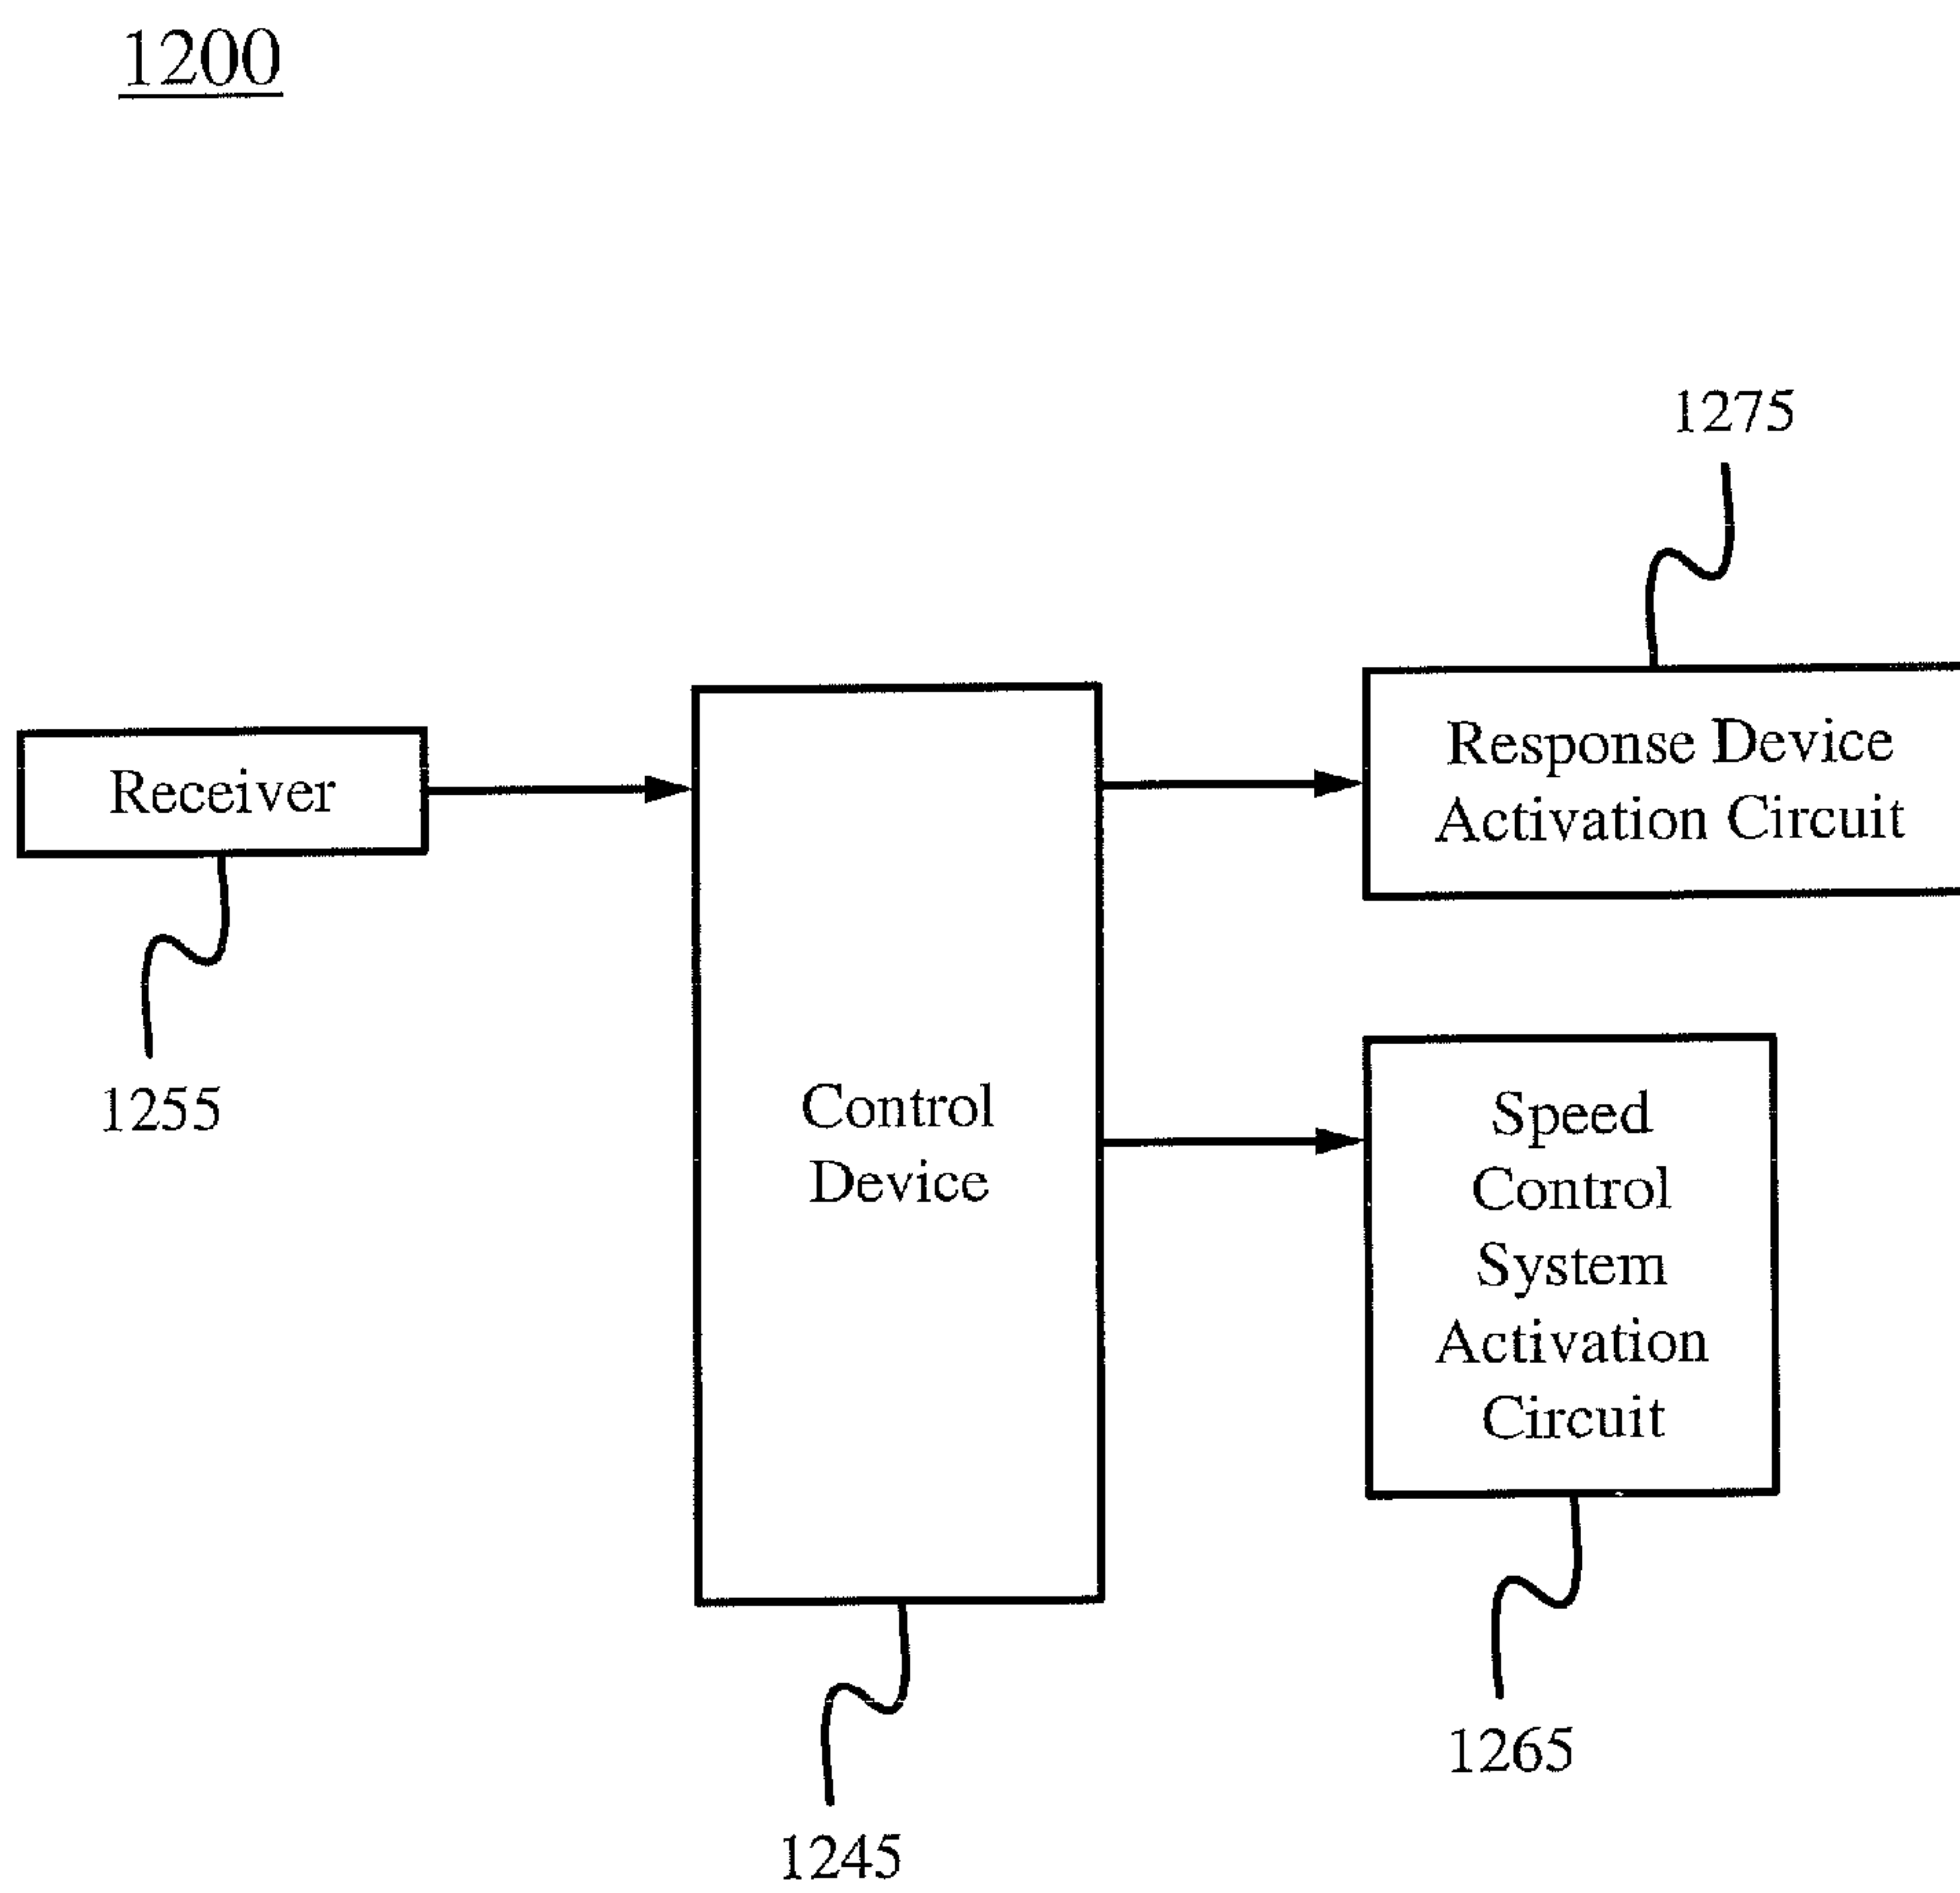 1200
1275
Response Device
Activation Circuit
Receiver
1255
Control
Device
Speed
Control
System
Activation
Circuit
1265
1245